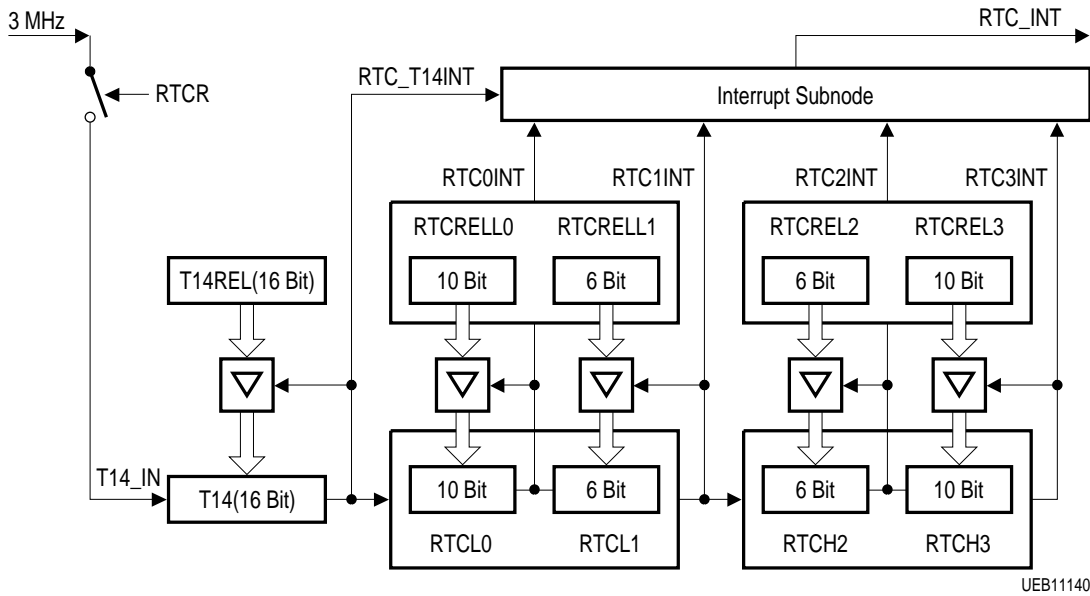 3 MHz
RTC_INT
RTC_T14INT
Interrupt Subnode
RTCR
RTC0INT
RTC1INT
RTC2INT
RTC3INT
RTCRELL0
RTCRELL1
RTCREL2
RTCREL3
T14REL(16 Bit)
10 Bit
6 Bit
6 Bit
10 Bit
T14_IN
T14(16 Bit)
10 Bit
6 Bit
6 Bit
10 Bit
RTCL0
RTCL1
RTCH2
RTCH3
UEB11140